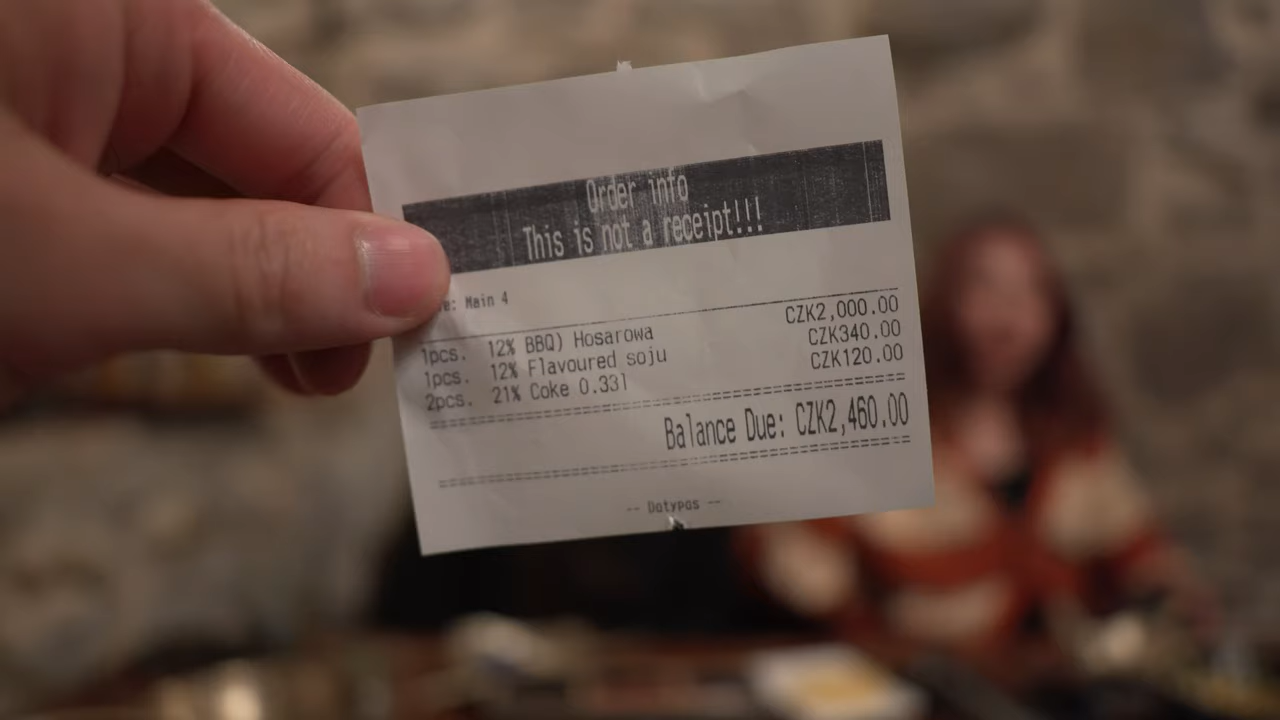 Order info
This is not a receipt!!!
e: Main 4
1pcs. 12% BBQ) Hosarowa CZK2,000.00
1pcs. 12% Flavoured soju CZK340.00
2pcs. 21% Coke 0.33l CZK120.00
Balance Due: CZK2,460.00
-- Dotypos --